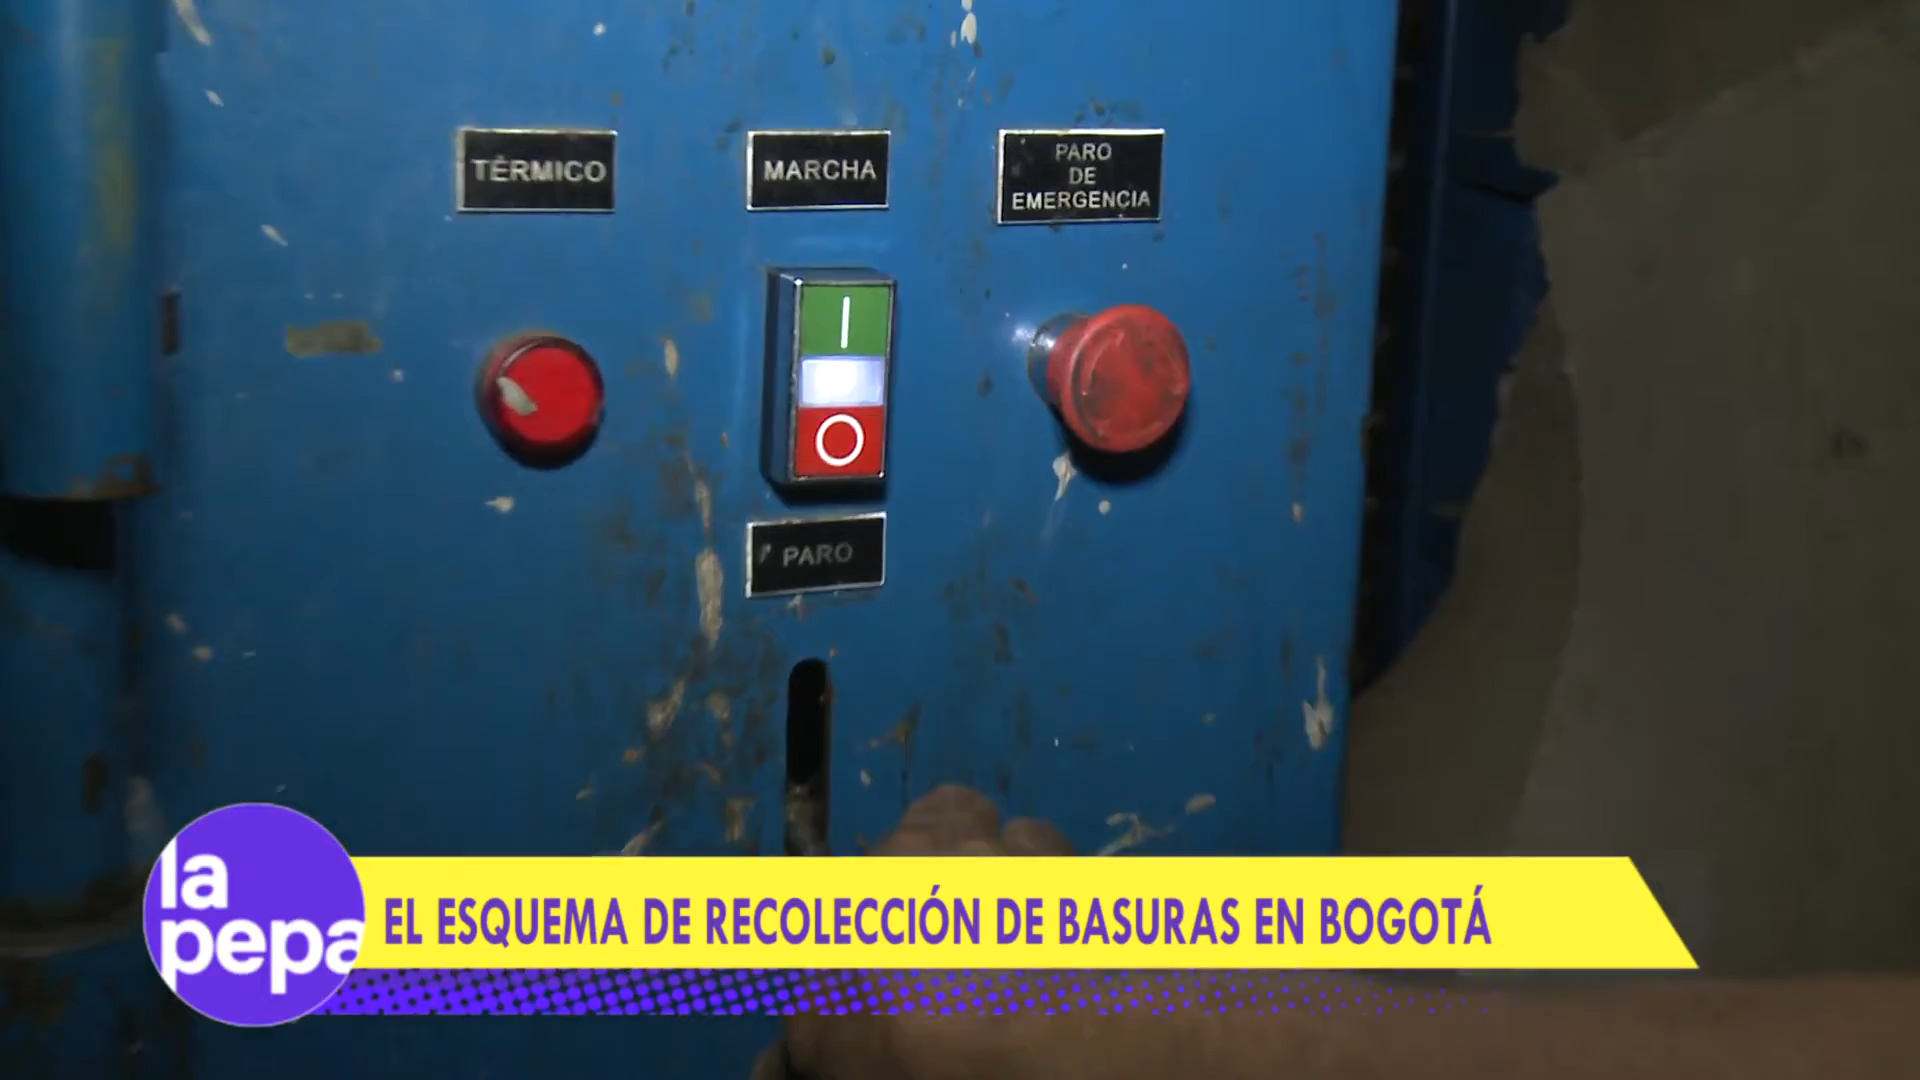 TÉRMICO
MARCHA
PARO
DE
EMERGENCIA
PARO
la
pepa
EL ESQUEMA DE RECOLECCIÓN DE BASURAS EN BOGOTÁ